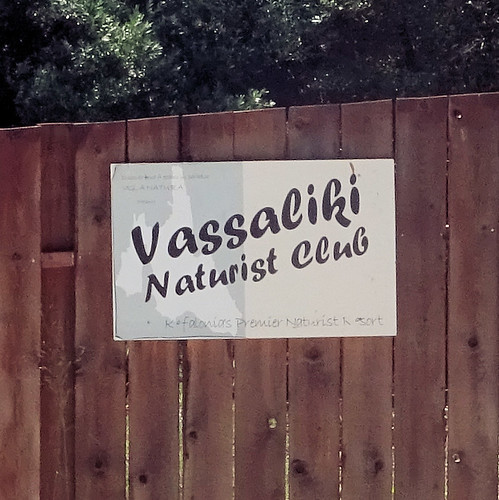 Vassaliki
Naturist Club
Kefalonia's Premier Naturist Resort